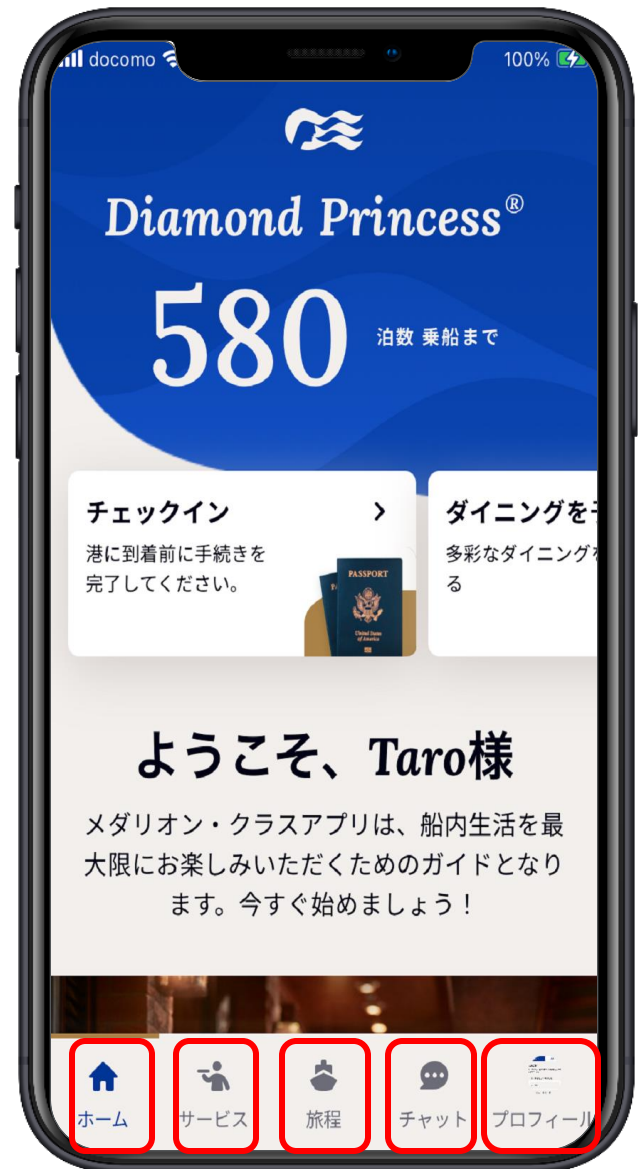 docomo 100%
Diamond Princess®
580 泊数 乗船まで
チェックイン
港に到着前に手続きを
完了してください。
PASSPORT
United States
of America
ダイニングを
多彩なダイニング
る
ようこそ、Taro様
メダリオン・クラスアプリは、船内生活を最
大限にお楽しみいただくためのガイドとなり
ます。今すぐ始めましょう！
ホーム サービス 旅程 チャット プロフィール